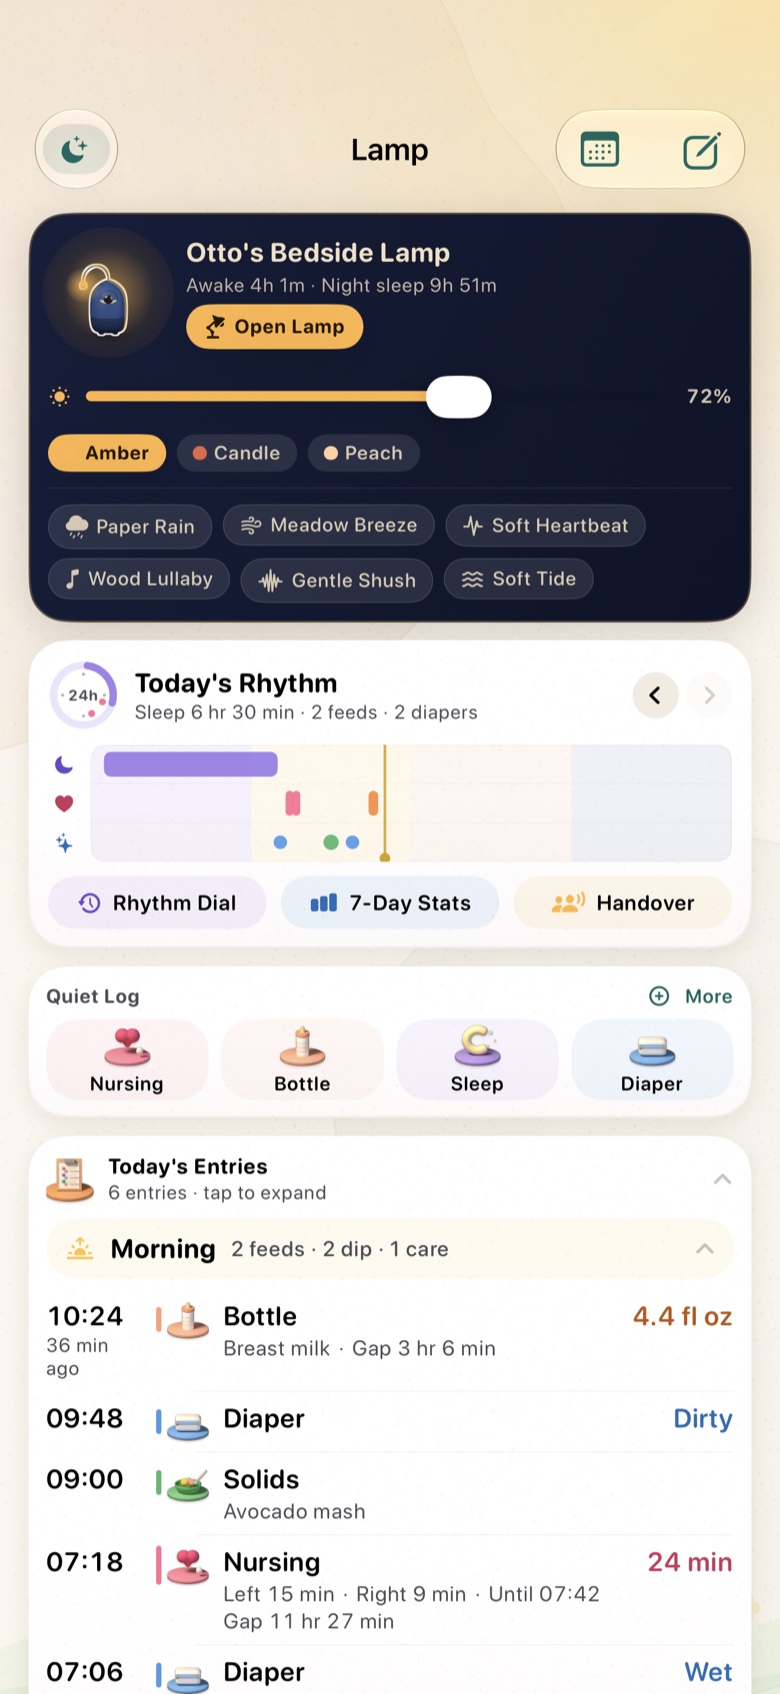 Lamp
Otto's Bedside Lamp
Awake 4h 1m · Night sleep 9h 51m
Open Lamp
72%
Amber
Candle
Peach
Paper Rain
Meadow Breeze
Soft Heartbeat
Wood Lullaby
Gentle Shush
Soft Tide
24h
Today's Rhythm
Sleep 6 hr 30 min · 2 feeds · 2 diapers
Rhythm Dial
7-Day Stats
Handover
Quiet Log
More
Nursing
Bottle
Sleep
Diaper
Today's Entries
6 entries · tap to expand
Morning 2 feeds · 2 dip · 1 care
10:24 Bottle 4.4 fl oz
36 min ago
Breast milk · Gap 3 hr 6 min
09:48 Diaper Dirty
09:00 Solids
Avocado mash
07:18 Nursing 24 min
Left 15 min · Right 9 min · Until 07:42
Gap 11 hr 27 min
07:06 Diaper Wet